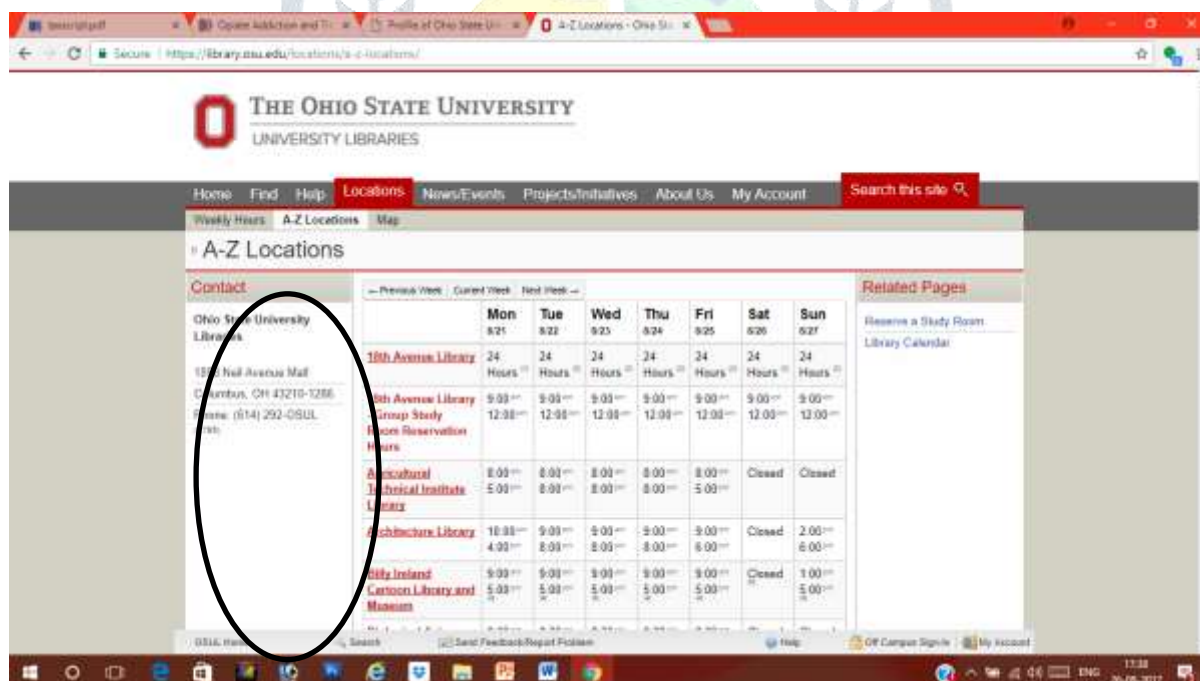 A-Z Locations - Ohio St
Secure https://library.osu.edu/locations/a-z-locations/
THE OHIO STATE UNIVERSITY
UNIVERSITY LIBRARIES
Home Find Help Locations News/Events Projects/Initiatives About Us My Account Search this site
Weekly Hours A-Z Locations Map
A-Z Locations
Contact
Ohio State University
Libraries
Neil Avenue Mall
Columbus, OH 43210-1286
Phone: (614) 292-OSUL
Previous Week Current Week Next Week
Mon Tue Wed Thu Fri Sat Sun
8/21 8/22 8/23 8/24 8/25 8/26 8/27
18th Avenue Library 24 24 24 24 24 24 24
Hours Hours Hours Hours Hours Hours Hours
18th Avenue Library 9:00 9:00 9:00 9:00 9:00 9:00 9:00
- Group Study 12:00 12:00 12:00 12:00 12:00 12:00 12:00
Room Reservation
Hours
Agricultural 8:00 8:00 8:00 8:00 8:00 Closed Closed
Technical Institute 5:00 8:00 8:00 8:00 5:00
Library
Architecture Library 10:00 9:00 9:00 9:00 9:00 Closed 2:00
4:00 8:00 8:00 8:00 6:00 6:00
Billy Ireland 9:00 9:00 9:00 9:00 9:00 Closed 1:00
Cartoon Library and 5:00 5:00 5:00 5:00 5:00 5:00
Museum
Related Pages
Reserve a Study Room
Library Calendar
Search Send Feedback/Report Problem Help Off Campus Sign-In My Account
ENG 17:38